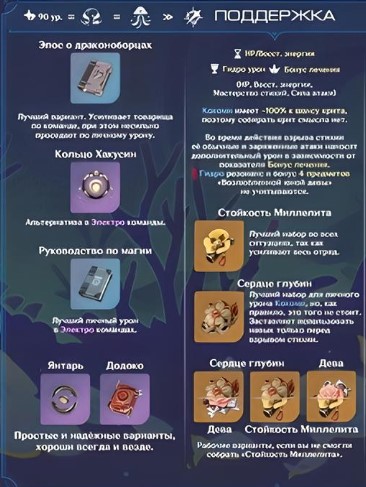 90 ур. = = >> ПОДДЕРЖКА
Эпос о драконоборцах
Лучший вариант. Усиливает товарища
по команде, при этом несильно
проседает по личному урону.
Кольцо Хакусин
Альтернатива в Электро командах.
Руководство по магии
Лучший личный урон
в Электро командах.
Янтарь Додоко
Простые и надёжные варианты,
хороши всегда и везде.
HP/Восст. энергия
Гидро урон Бонус лечения
(HP, Восст. энергия,
Мастерство стихий, Сила атаки)
Кокоми имеет -100% к шансу крита,
поэтому собирать крит смысла нет.
Во время действия взрыва стихии
её обычные и заряженные атаки наносят
дополнительный урон в зависимости от
показателя Бонус лечения.
Гидро резонанс и бонус 4 предметов
«Возлюбленной юной девы»
не учитываются.
Стойкость Миллелита
Лучший набор во всех
ситуациях, так как
усиливает весь отряд.
Сердце глубин
Лучший набор для личного
урона Кокоми, но, как
правило, это того не стоит.
Заставляет использовать
навык только перед
взрывом стихии.
Сердце глубин Дева
Дева Стойкость Миллелита
Рабочие варианты, если вы не смогли
собрать «Стойкость Миллелита».